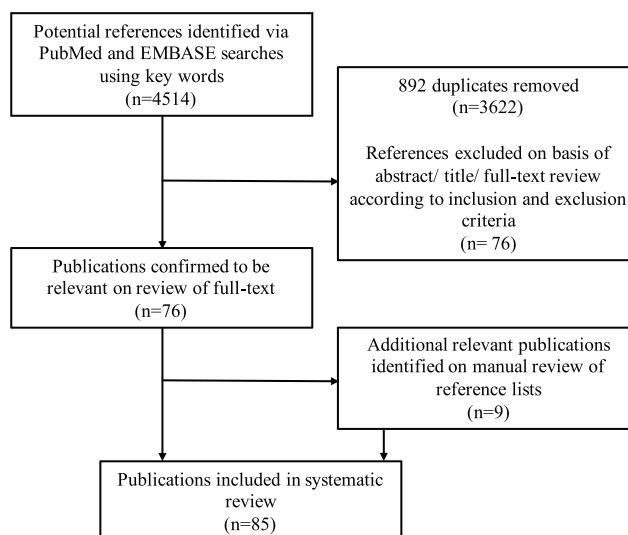 Potential references identified via
PubMed and EMBASE searches
using key words
(n=4514)
892 duplicates removed
(n=3622)
References excluded on basis of
abstract/ title/ full-text review
according to inclusion and exclusion
criteria
(n= 76)
Publications confirmed to be
relevant on review of full-text
(n=76)
Additional relevant publications
identified on manual review of
reference lists
(n=9)
Publications included in systematic
review
(n=85)